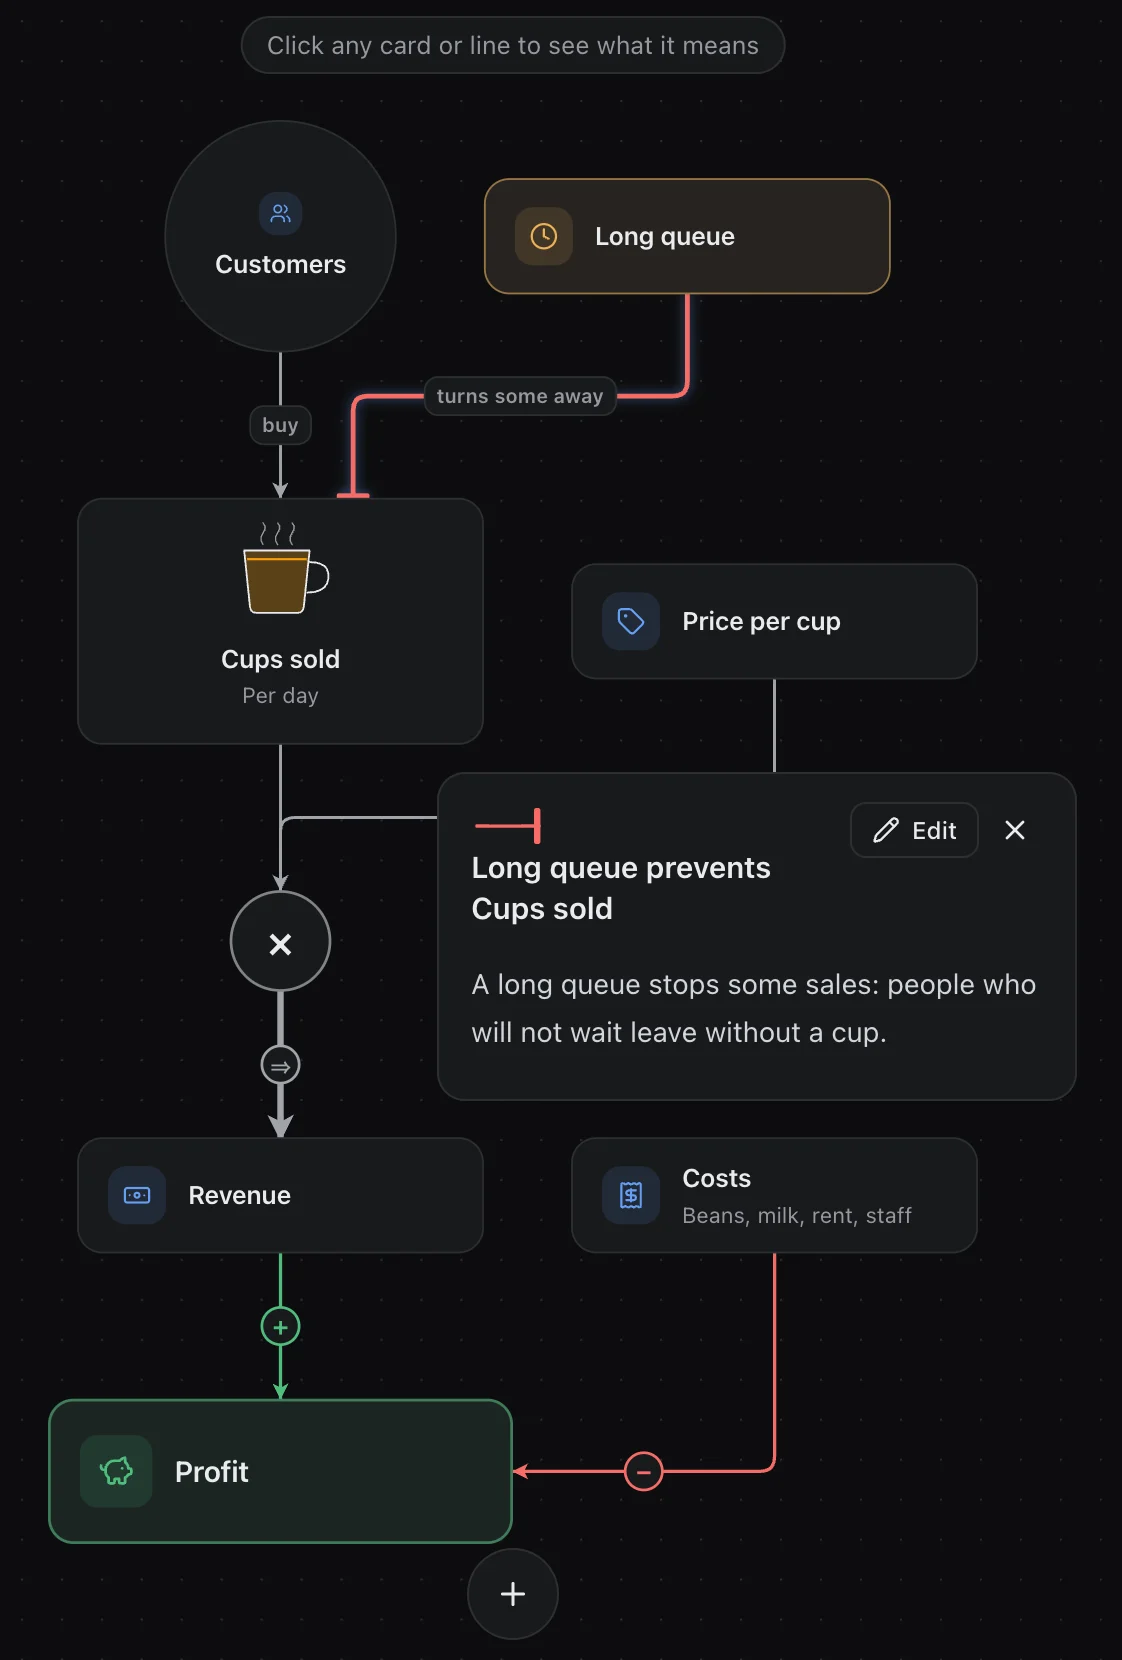 Click any card or line to see what it means
Customers
Long queue
turns some away
buy
Cups sold
Per day
Price per cup
Edit
Long queue prevents
Cups sold
A long queue stops some sales: people who
will not wait leave without a cup.
×
⇒
Revenue
Costs
Beans, milk, rent, staff
+
Profit
−
+